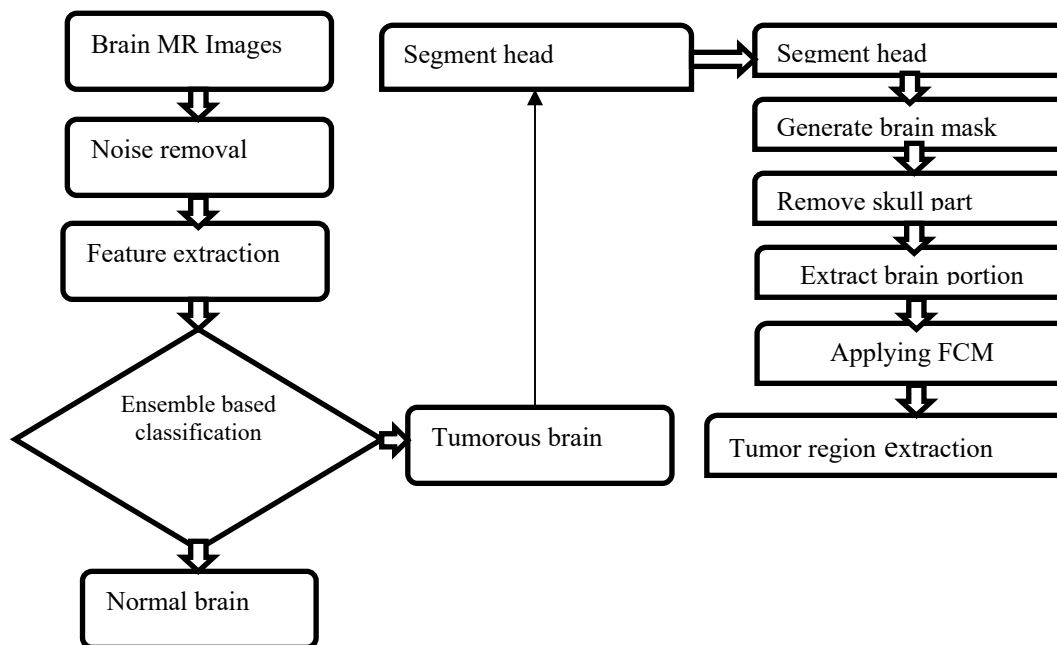 Brain MR Images
Noise removal
Feature extraction
Ensemble based
classification
Normal brain
Tumorous brain
Segment head
Segment head
Generate brain mask
Remove skull part
Extract brain portion
Applying FCM
Tumor region extraction